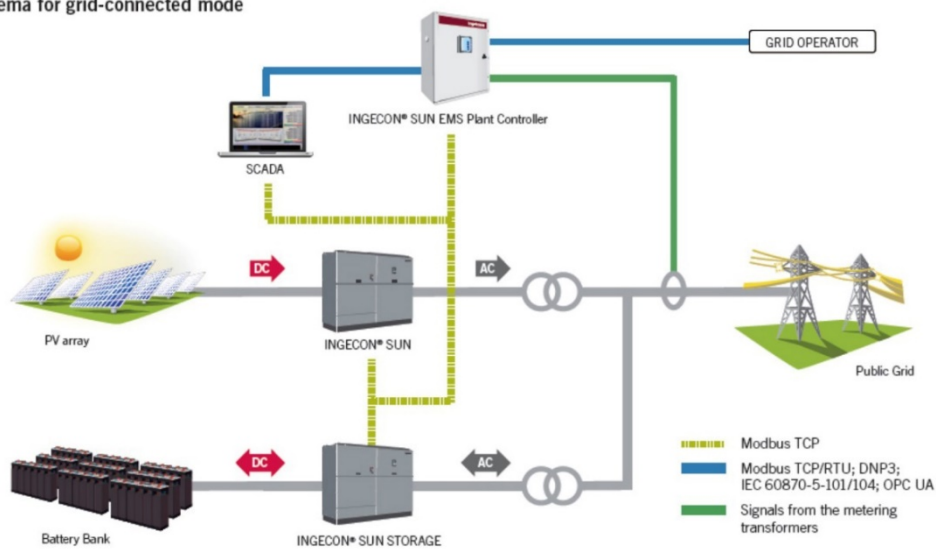 ema for grid-connected mode
GRID OPERATOR
INGECON® SUN EMS Plant Controller
SCADA
DC
AC
PV array
INGECON® SUN
Public Grid
DC
AC
Battery Bank
INGECON® SUN STORAGE
Modbus TCP
Modbus TCP/RTU; DNP3;
IEC 60870-5-101/104; OPC UA
Signals from the metering
transformers